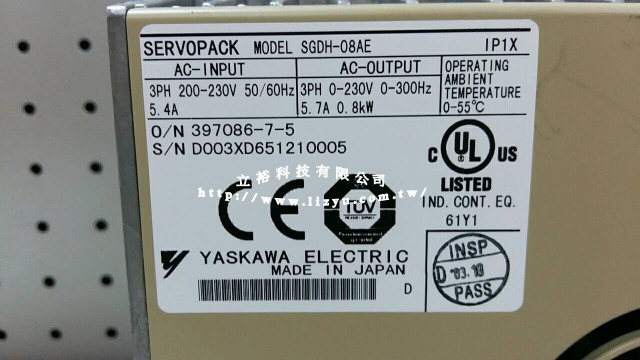 SERVOPACK MODEL SGDH-08AE IP1X
AC-INPUT
3PH 200-230V 50/60Hz
5.4A
AC-OUTPUT
3PH 0-230V 0-300Hz
5.7A 0.8kW
OPERATING
AMBIENT
TEMPERATURE
0-55℃
O/N 397086-7-5
S/N D003XD651210005
C UL US
LISTED
IND. CONT. EQ.
61Y1
立裕科技有限公司
http://www.lizyu.com.tw/
CE
TÜV
YASKAWA ELECTRIC
MADE IN JAPAN
D
INSP
D
PASS